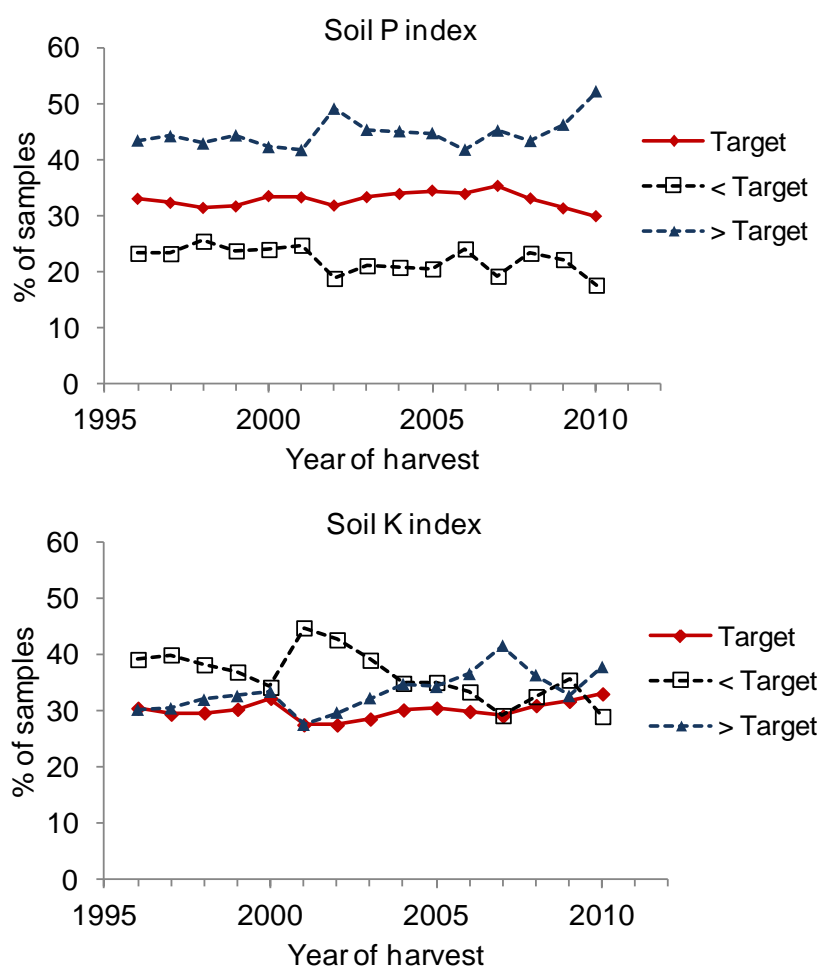 Soil P index
60
50
40
30
20
10
0
% of samples
1995 2000 2005 2010
Year of harvest
Target
< Target
> Target
Soil K index
60
50
40
30
20
10
0
% of samples
1995 2000 2005 2010
Year of harvest
Target
< Target
> Target